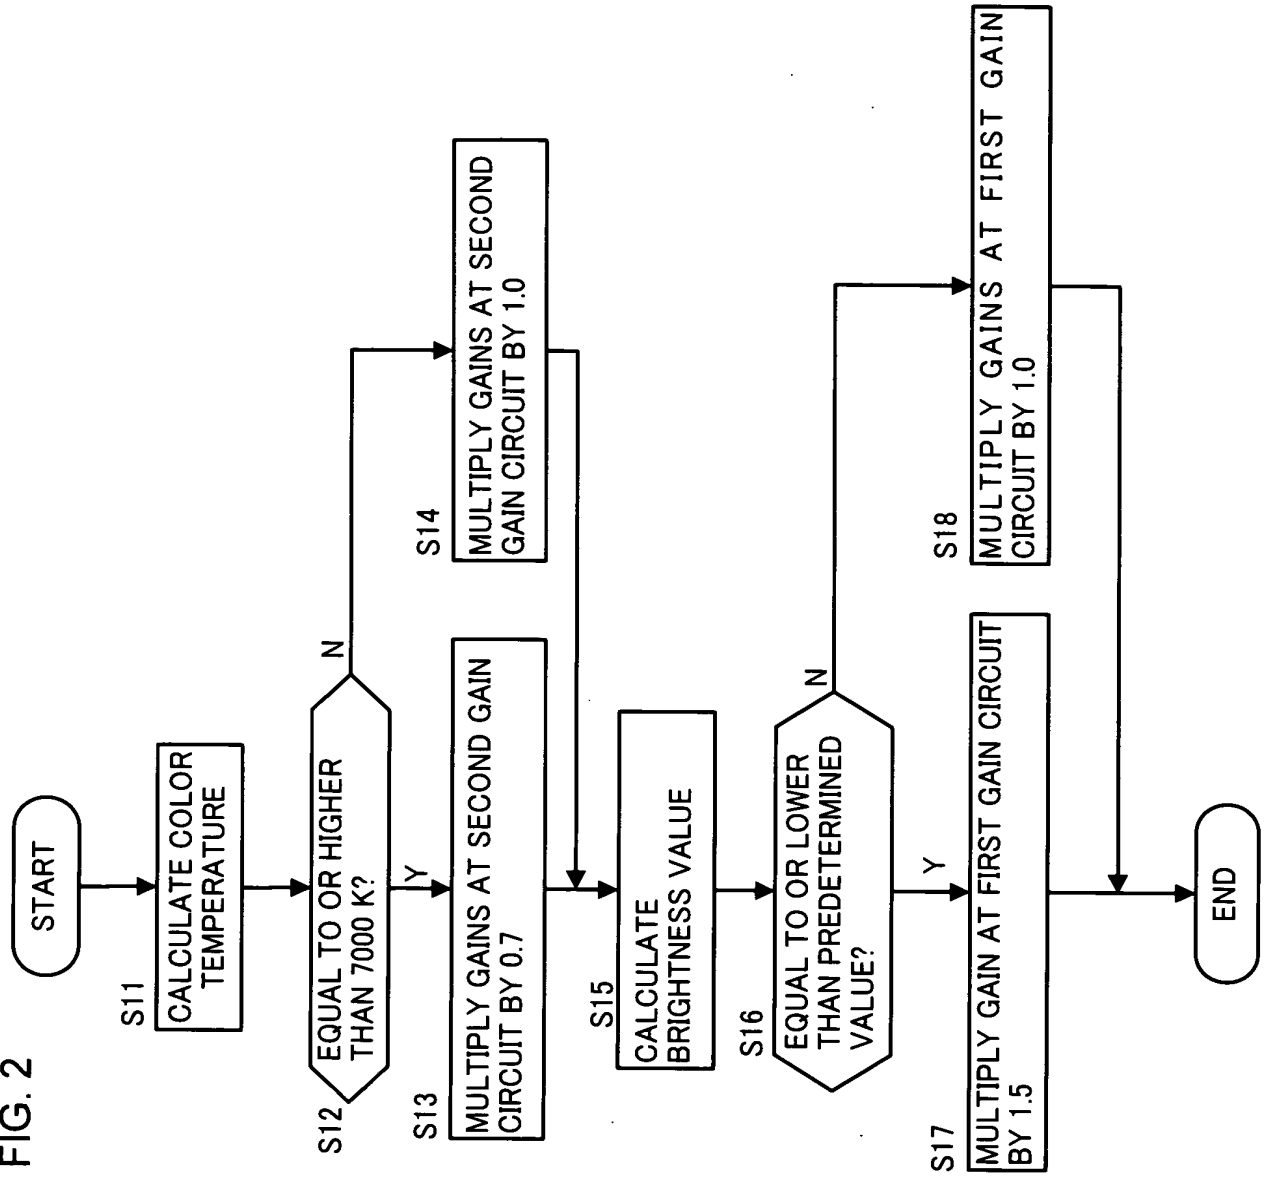 FIG. 2
START
S11
CALCULATE COLOR
TEMPERATURE
S12
EQUAL TO OR HIGHER
THAN 7000 K?
N
Y
S13
MULTIPLY GAINS AT SECOND GAIN
CIRCUIT BY 0.7
S14
MULTIPLY GAINS AT SECOND
GAIN CIRCUIT BY 1.0
S15
CALCULATE
BRIGHTNESS VALUE
S16
EQUAL TO OR LOWER
THAN PREDETERMINED
VALUE?
N
Y
S17
MULTIPLY GAIN AT FIRST GAIN CIRCUIT
BY 1.5
S18
MULTIPLY GAINS AT FIRST GAIN
CIRCUIT BY 1.0
END